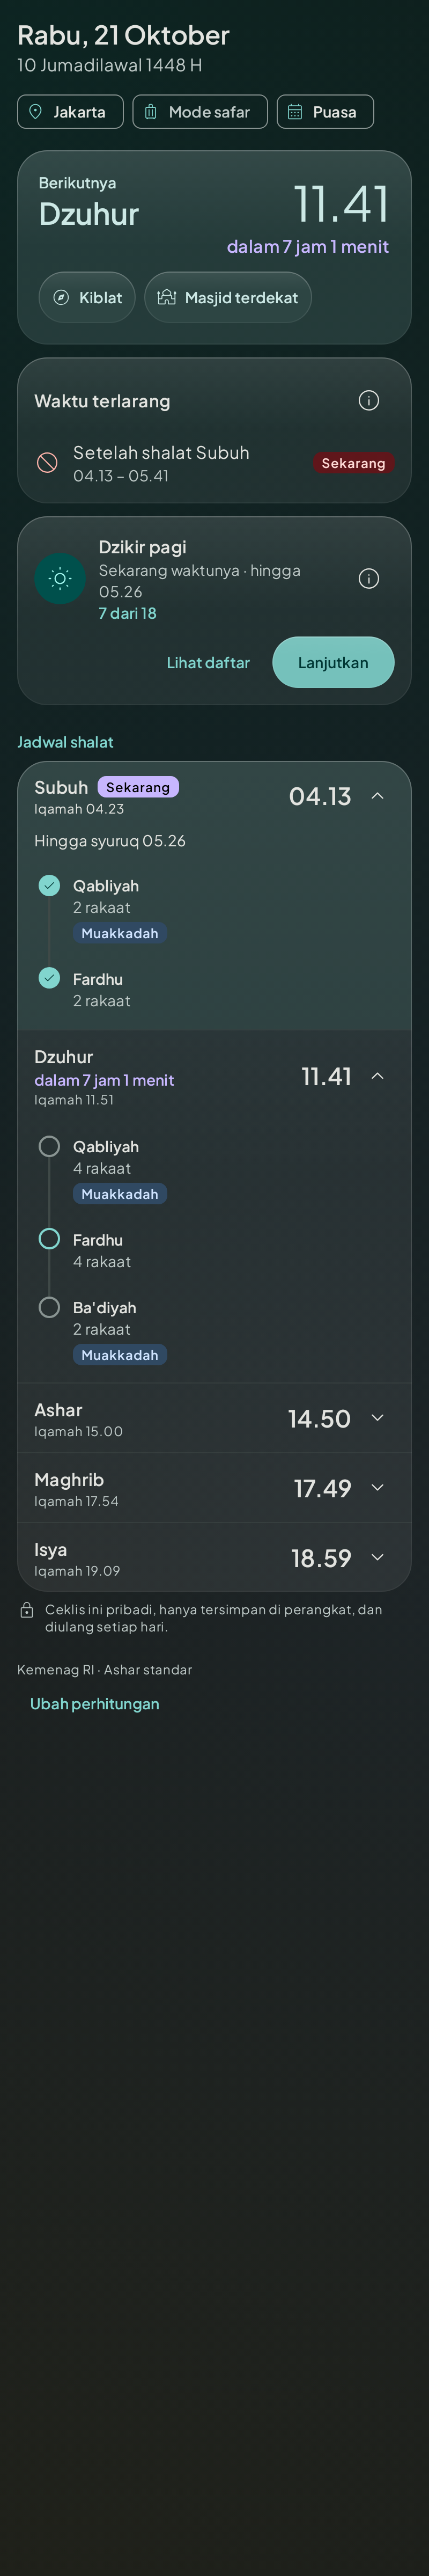 Rabu, 21 Oktober
10 Jumadilawal 1448 H
Jakarta
Mode safar
Puasa
Berikutnya
Dzuhur
11.41
dalam 7 jam 1 menit
Kiblat
Masjid terdekat
Waktu terlarang
Setelah shalat Subuh
04.13 – 05.41
Sekarang
Dzikir pagi
Sekarang waktunya · hingga
05.26
7 dari 18
Lihat daftar
Lanjutkan
Jadwal shalat
Subuh
Sekarang
Iqamah 04.23
04.13
Hingga syuruq 05.26
Qabliyah
2 rakaat
Muakkadah
Fardhu
2 rakaat
Dzuhur
dalam 7 jam 1 menit
Iqamah 11.51
11.41
Qabliyah
4 rakaat
Muakkadah
Fardhu
4 rakaat
Ba'diyah
2 rakaat
Muakkadah
Ashar
Iqamah 15.00
14.50
Maghrib
Iqamah 17.54
17.49
Isya
Iqamah 19.09
18.59
Ceklis ini pribadi, hanya tersimpan di perangkat, dan
diulang setiap hari.
Kemenag RI · Ashar standar
Ubah perhitungan